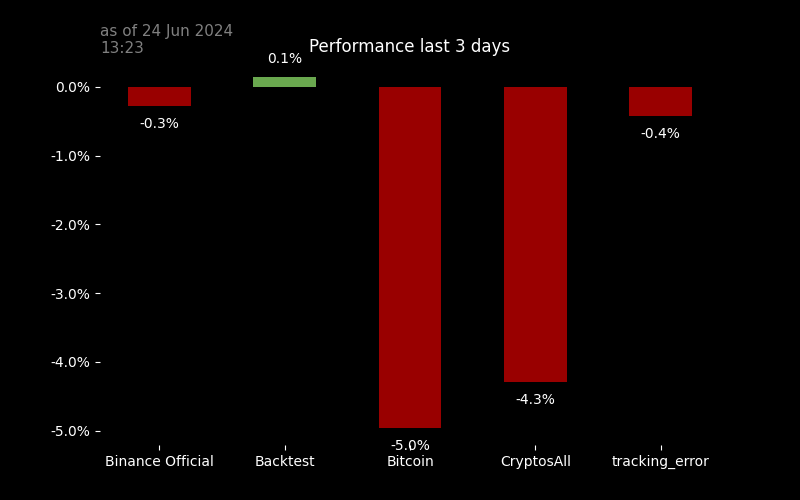 as of 24 Jun 2024
13:23
Performance last 3 days
0.1%
0.0%
-0.3%
-0.4%
-1.0%
-2.0%
-3.0%
-4.0%
-4.3%
-5.0%
-5.0%
Binance Official
Backtest
Bitcoin
CryptosAll
tracking_error